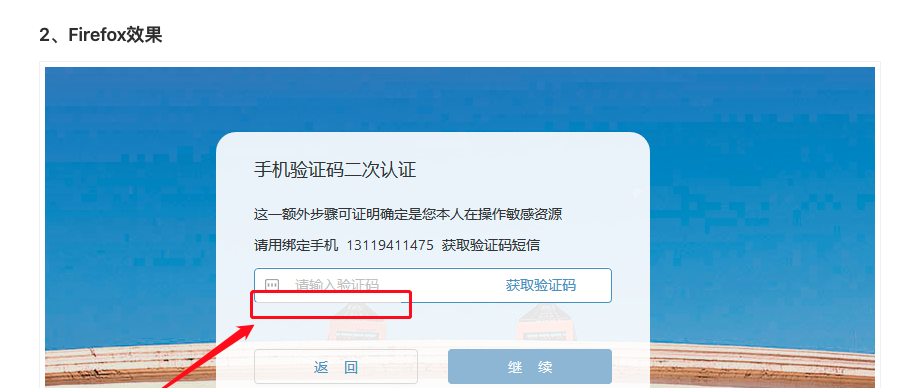 2、Firefox效果
手机验证码二次认证
这一额外步骤可证明确定是您本人在操作敏感资源
请用绑定手机 13119411475 获取验证码短信
请输入验证码 获取验证码
返 回 继 续